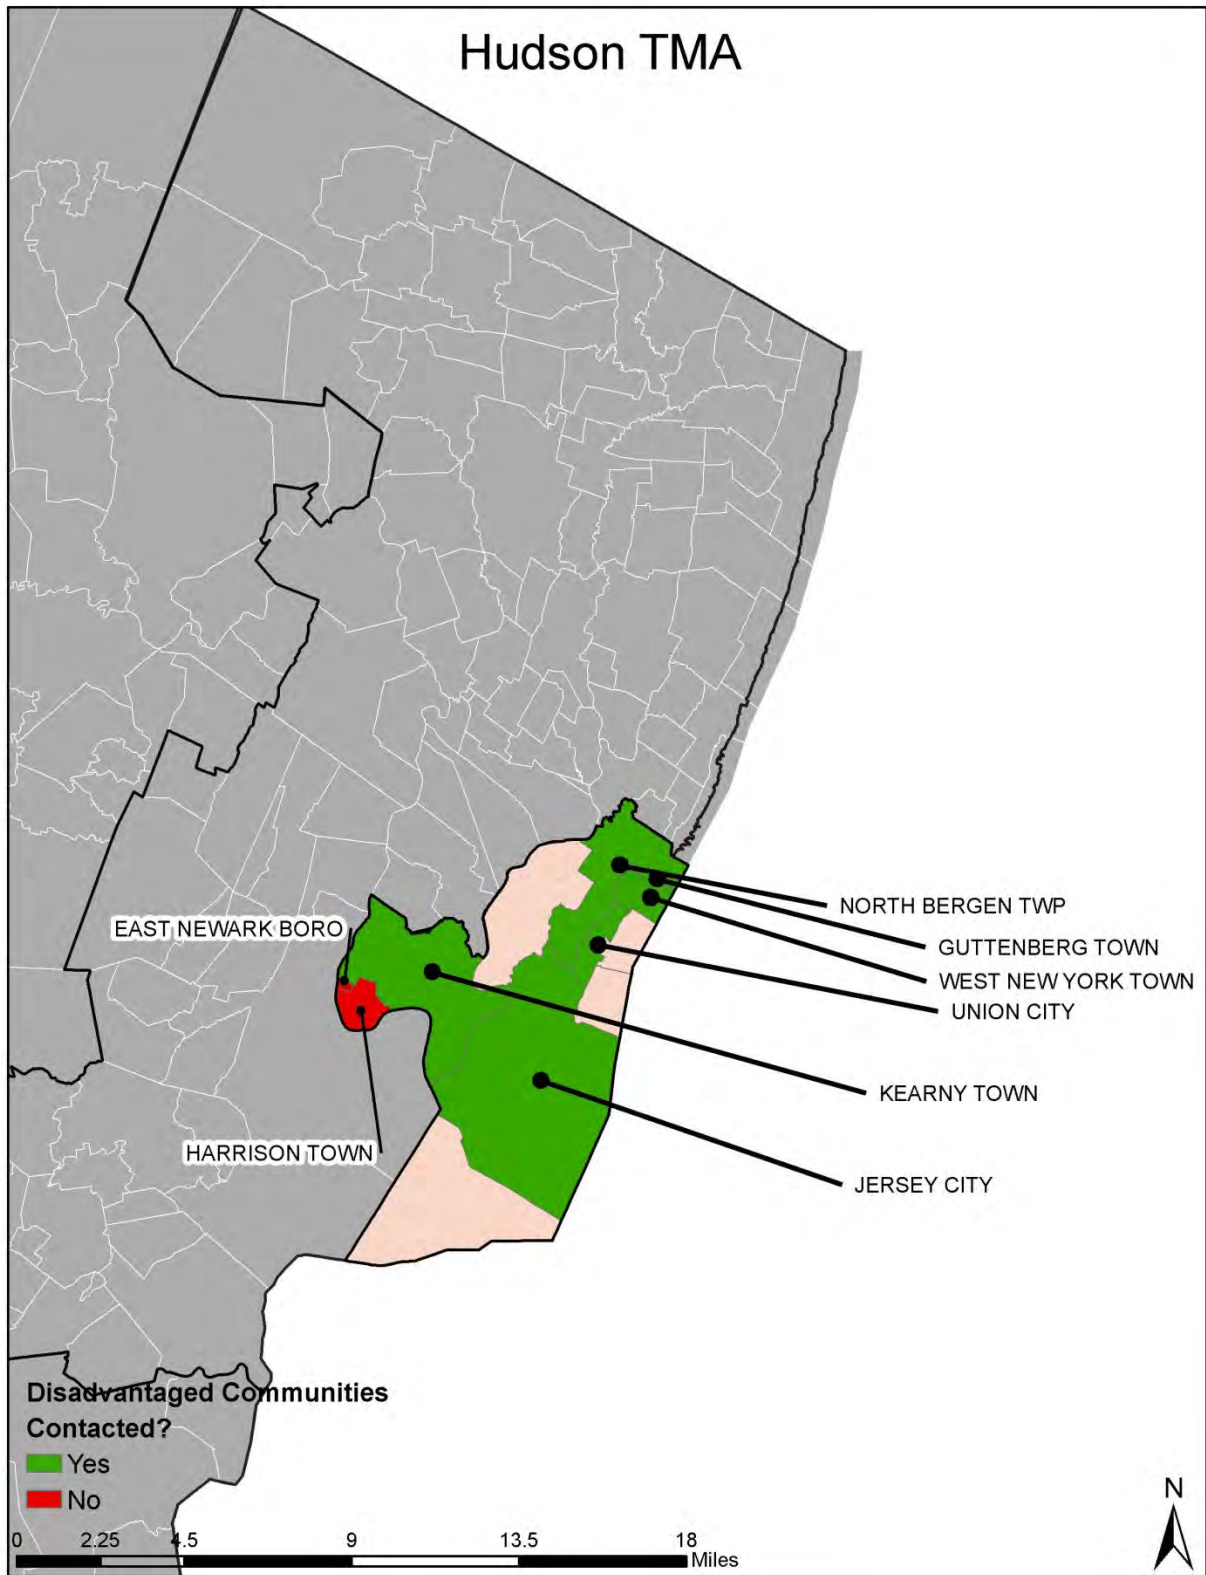 Hudson TMA
NORTH BERGEN TWP
EAST NEWARK BORO
GUTTENBERG TOWN
WEST NEW YORK TOWN
UNION CITY
KEARNY TOWN
HARRISON TOWN
JERSEY CITY
Disadvantaged Communities
Contacted?
Yes
No
N
0 2.25 4.5 9 13.5 18
Miles